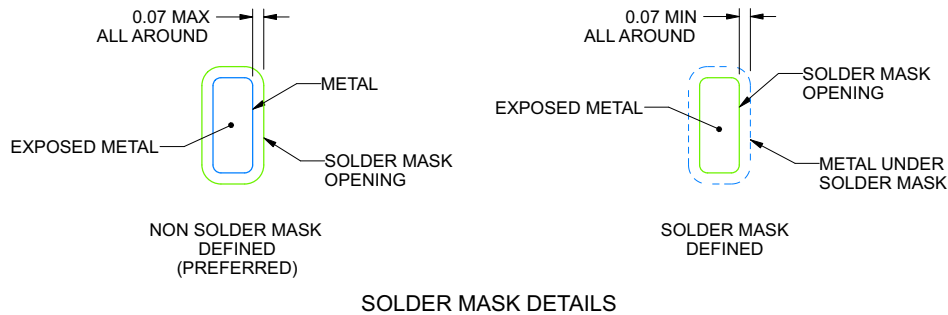 0.07 MAX
ALL AROUND
METAL
EXPOSED METAL
SOLDER MASK
OPENING
NON SOLDER MASK
DEFINED
(PREFERRED)
0.07 MIN
ALL AROUND
SOLDER MASK
OPENING
EXPOSED METAL
METAL UNDER
SOLDER MASK
SOLDER MASK
DEFINED
SOLDER MASK DETAILS